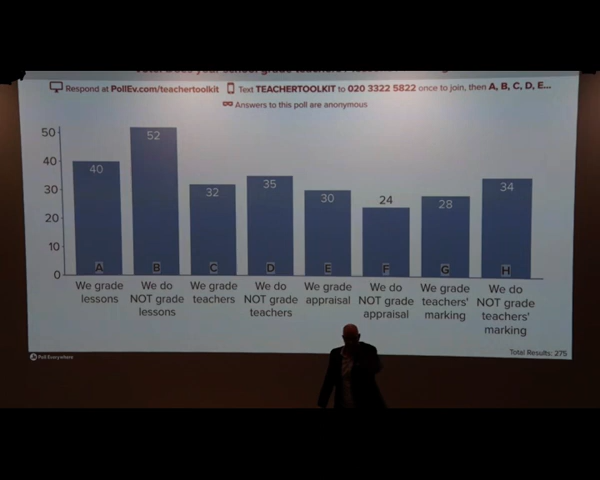 Respond at PollEv.com/teachertoolkit Text TEACHERTOOLKIT to 020 3322 5822 once to join, then A, B, C, D, E...
Answers to this poll are anonymous
50
40
30
20
10
0
40
52
32
35
30
24
28
34
A
B
C
D
E
F
G
H
We grade
lessons
We do
NOT grade
lessons
We grade
teachers
We do
NOT grade
teachers
We grade
appraisal
We do
NOT grade
appraisal
We grade
teachers'
marking
We do
NOT grade
teachers'
marking
Poll Everywhere
Total Results: 275